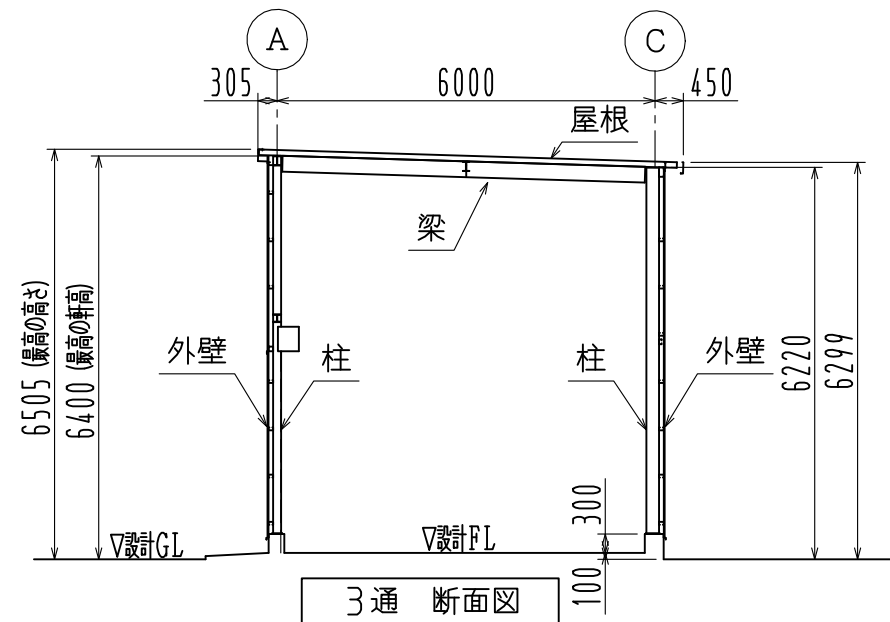 A
C
305
6000
450
屋根
梁
6505 (最高の高さ)
6400 (最高の軒高)
外壁
柱
柱
外壁
6220
6299
▽設計GL
▽設計FL
300
100
3通 断面図